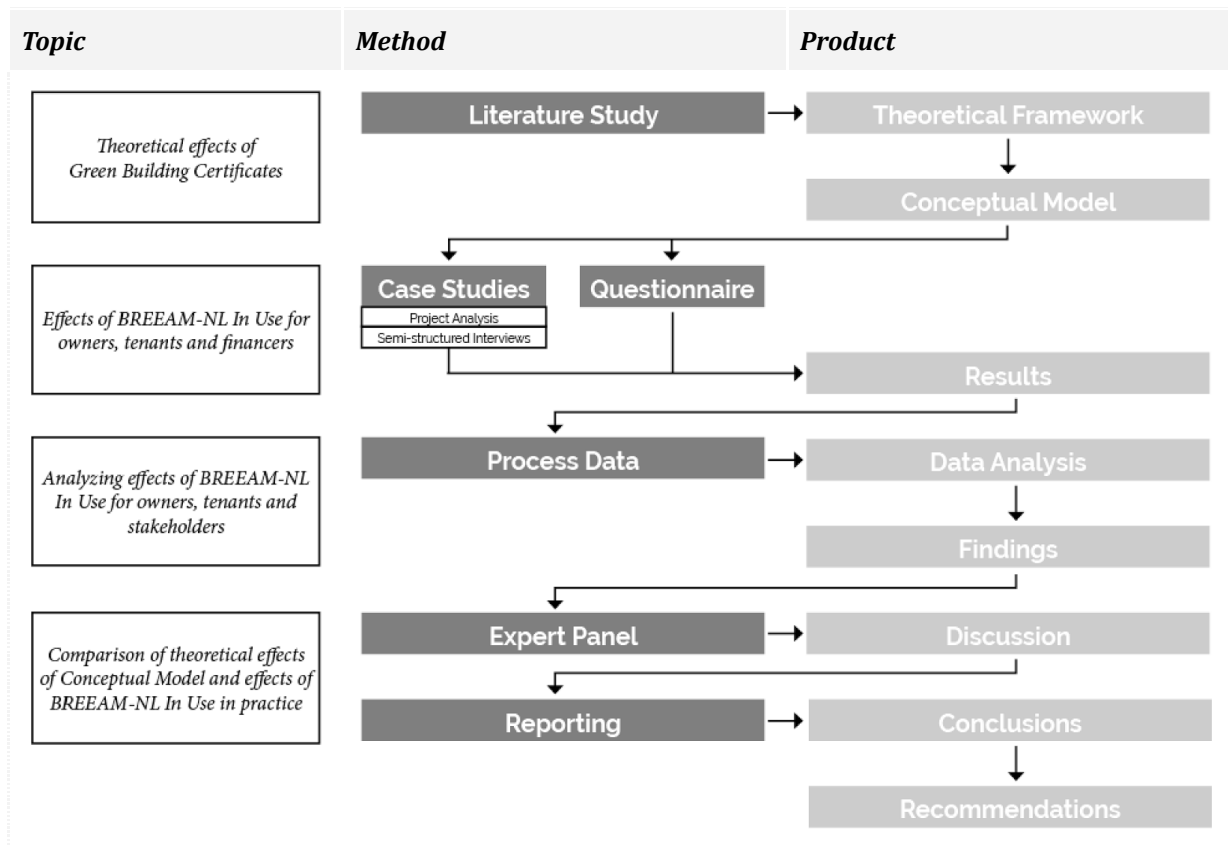 Topic
Method
Product
Theoretical effects of
Green Building Certificates
Literature Study
Theoretical Framework
Conceptual Model
Effects of BREEAM-NL In Use for
owners, tenants and financers
Case Studies
Project Analysis
Semi-structured Interviews
Questionnaire
Results
Analyzing effects of BREEAM-NL
In Use for owners, tenants and
stakeholders
Process Data
Data Analysis
Findings
Comparison of theoretical effects
of Conceptual Model and effects of
BREEAM-NL In Use in practice
Expert Panel
Discussion
Reporting
Conclusions
Recommendations